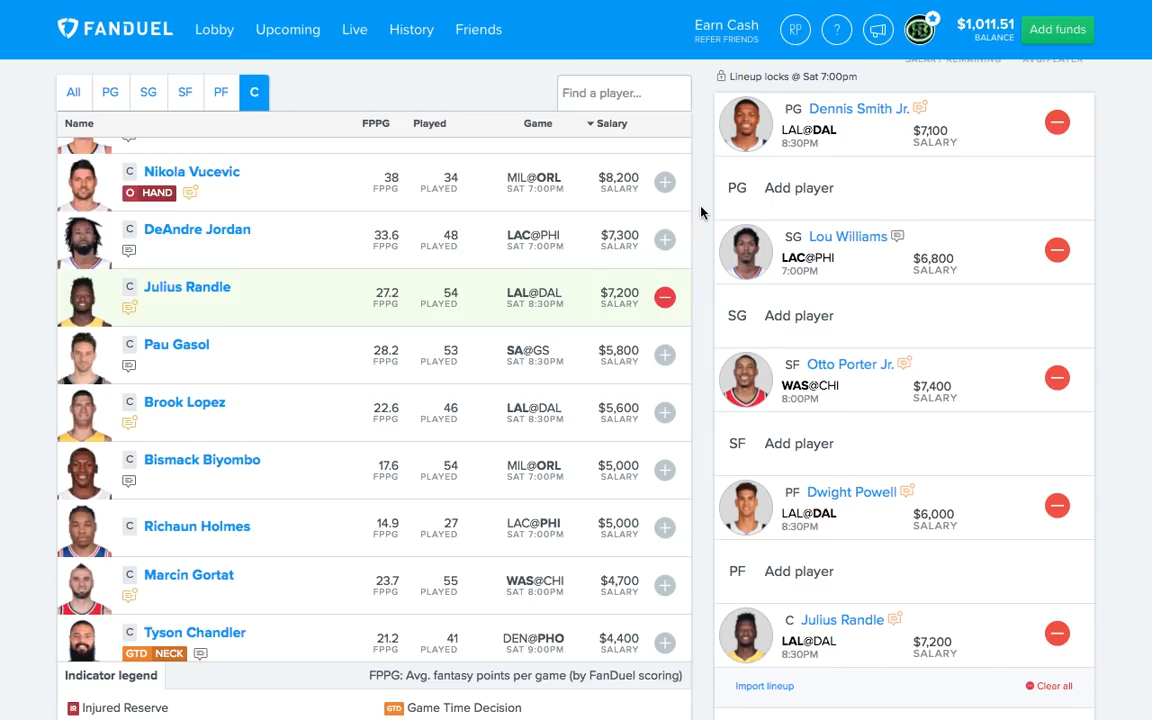 FANDUEL Lobby Upcoming Live History Friends
Earn Cash
REFER FRIENDS
RP ? $1,011.51
BALANCE
Add funds
All PG SG SF PF C
Find a player...
Name FPPG Played Game Salary
C Nikola Vucevic
O HAND
38
FPPG
34
PLAYED
MIL@ORL
SAT 7:00PM
$8,200
SALARY
C DeAndre Jordan
33.6
FPPG
48
PLAYED
LAC@PHI
SAT 7:00PM
$7,300
SALARY
C Julius Randle
27.2
FPPG
54
PLAYED
LAL@DAL
SAT 8:30PM
$7,200
SALARY
C Pau Gasol
28.2
FPPG
53
PLAYED
SA@GS
SAT 8:30PM
$5,800
SALARY
C Brook Lopez
22.6
FPPG
46
PLAYED
LAL@DAL
SAT 8:30PM
$5,600
SALARY
C Bismack Biyombo
17.6
FPPG
54
PLAYED
MIL@ORL
SAT 7:00PM
$5,000
SALARY
C Richaun Holmes
14.9
FPPG
27
PLAYED
LAC@PHI
SAT 7:00PM
$5,000
SALARY
C Marcin Gortat
23.7
FPPG
55
PLAYED
WAS@CHI
SAT 8:00PM
$4,700
SALARY
C Tyson Chandler
GTD NECK
21.2
FPPG
41
PLAYED
DEN@PHO
SAT 9:00PM
$4,400
SALARY
Indicator legend
FPPG: Avg. fantasy points per game (by FanDuel scoring)
IR Injured Reserve
GTD Game Time Decision
SALARY REMAINING AVG/PLAYER
Lineup locks @ Sat 7:00pm
PG Dennis Smith Jr.
LAL@DAL
8:30PM
$7,100
SALARY
PG Add player
SG Lou Williams
LAC@PHI
7:00PM
$6,800
SALARY
SG Add player
SF Otto Porter Jr.
WAS@CHI
8:00PM
$7,400
SALARY
SF Add player
PF Dwight Powell
LAL@DAL
8:30PM
$6,000
SALARY
PF Add player
C Julius Randle
LAL@DAL
8:30PM
$7,200
SALARY
Import lineup
Clear all